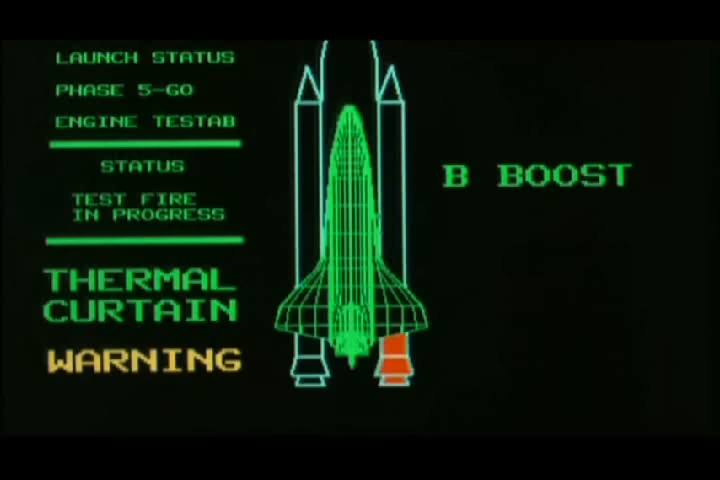 LAUNCH STATUS
PHASE 5-GO
ENGINE TESTAB
STATUS
TEST FIRE
IN PROGRESS
THERMAL
CURTAIN
WARNING
B BOOST